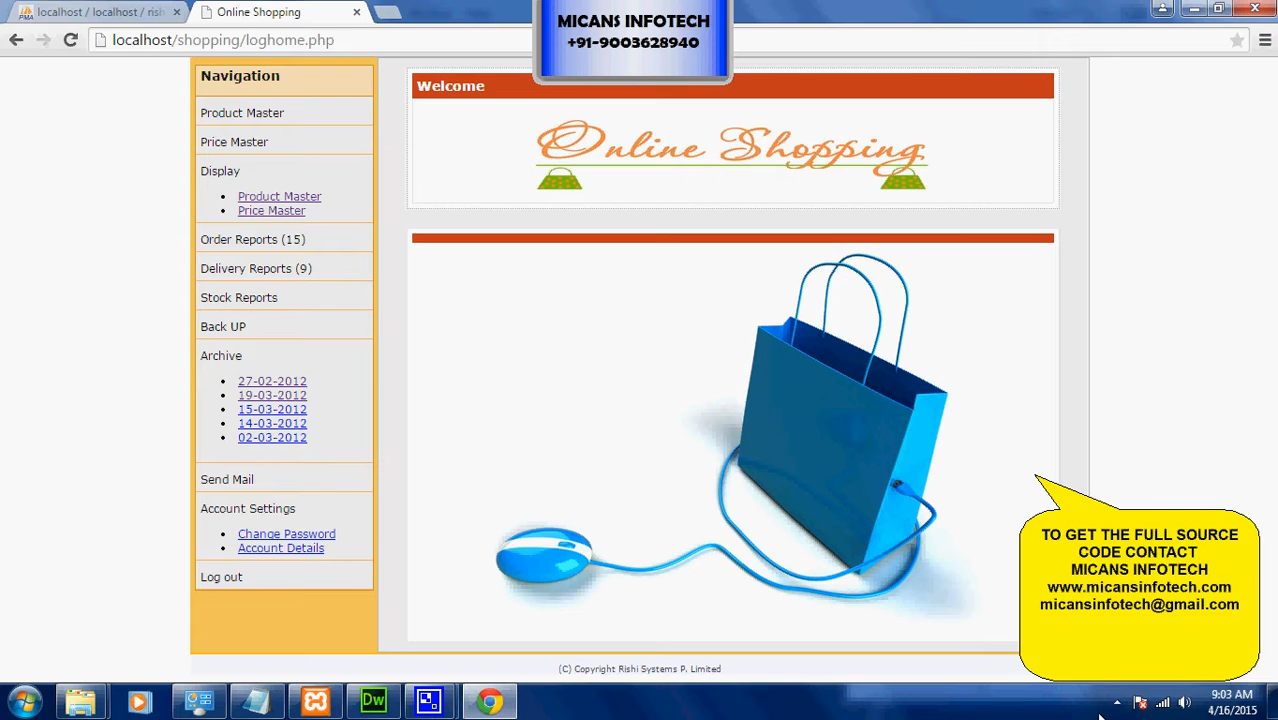 localhost / localhost / rish
Online Shopping
MICANS INFOTECH
+91-9003628940
localhost/shopping/loghome.php
Navigation
Product Master
Price Master
Display
Product Master
Price Master
Order Reports (15)
Delivery Reports (9)
Stock Reports
Back UP
Archive
27-02-2012
19-03-2012
15-03-2012
14-03-2012
02-03-2012
Send Mail
Account Settings
Change Password
Account Details
Log out
Welcome
Online Shopping
TO GET THE FULL SOURCE
CODE CONTACT
MICANS INFOTECH
www.micansinfotech.com
micansinfotech@gmail.com
(C) Copyright Rishi Systems P. Limited
Dw
9:03 AM
4/16/2015